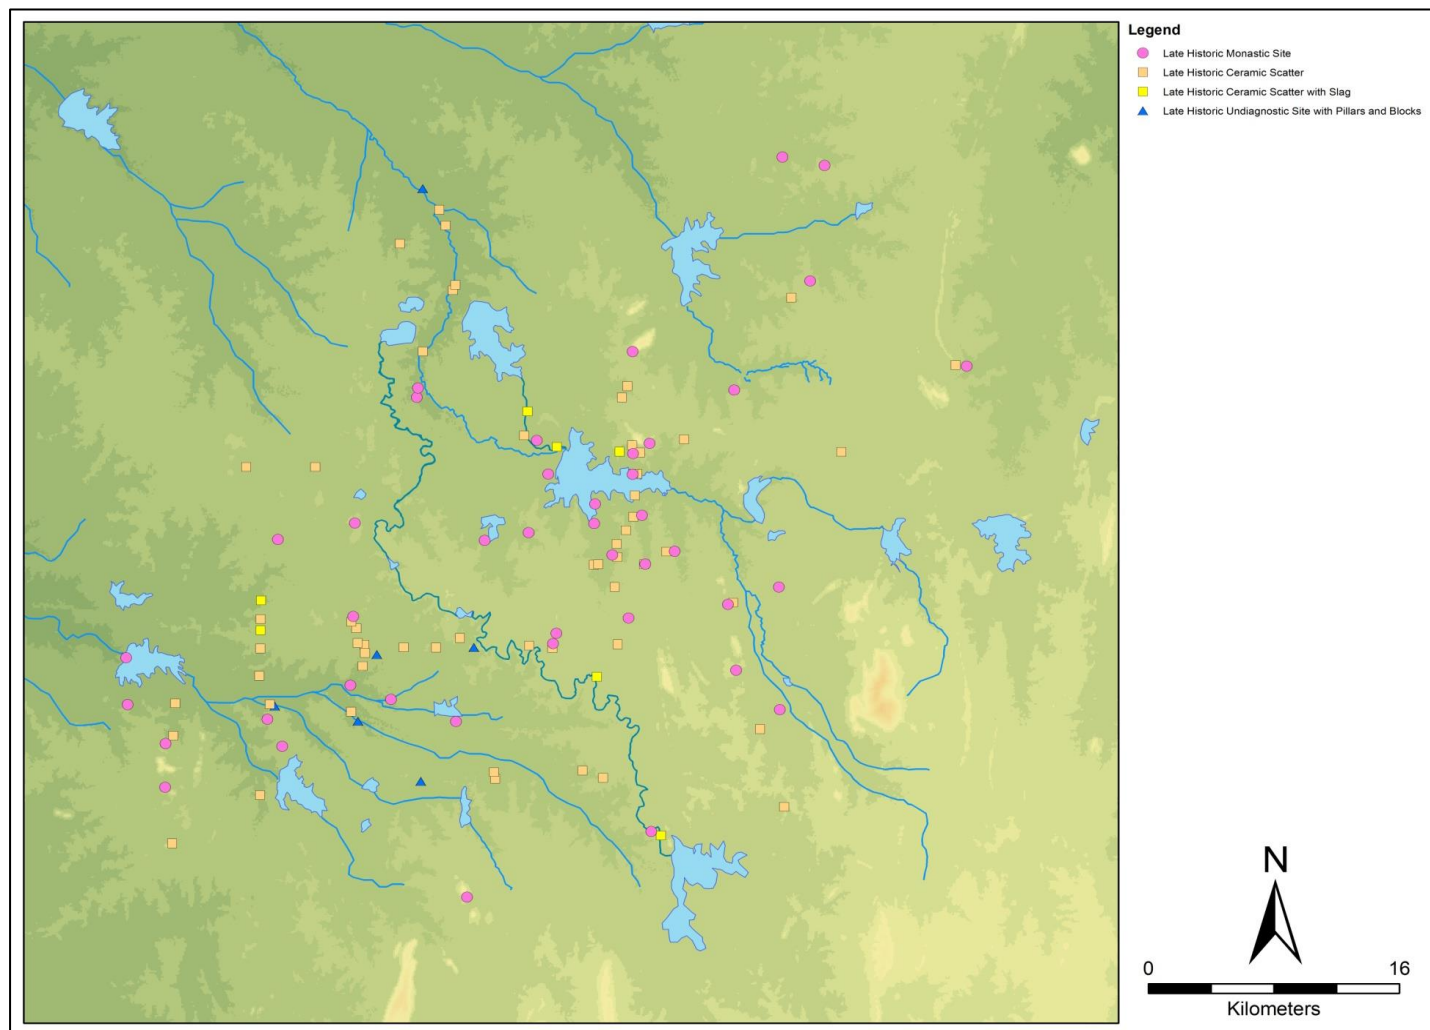 Legend
Late Historic Monastic Site
Late Historic Ceramic Scatter
Late Historic Ceramic Scatter with Slag
Late Historic Undiagnostic Site with Pillars and Blocks
N
0 16
Kilometers